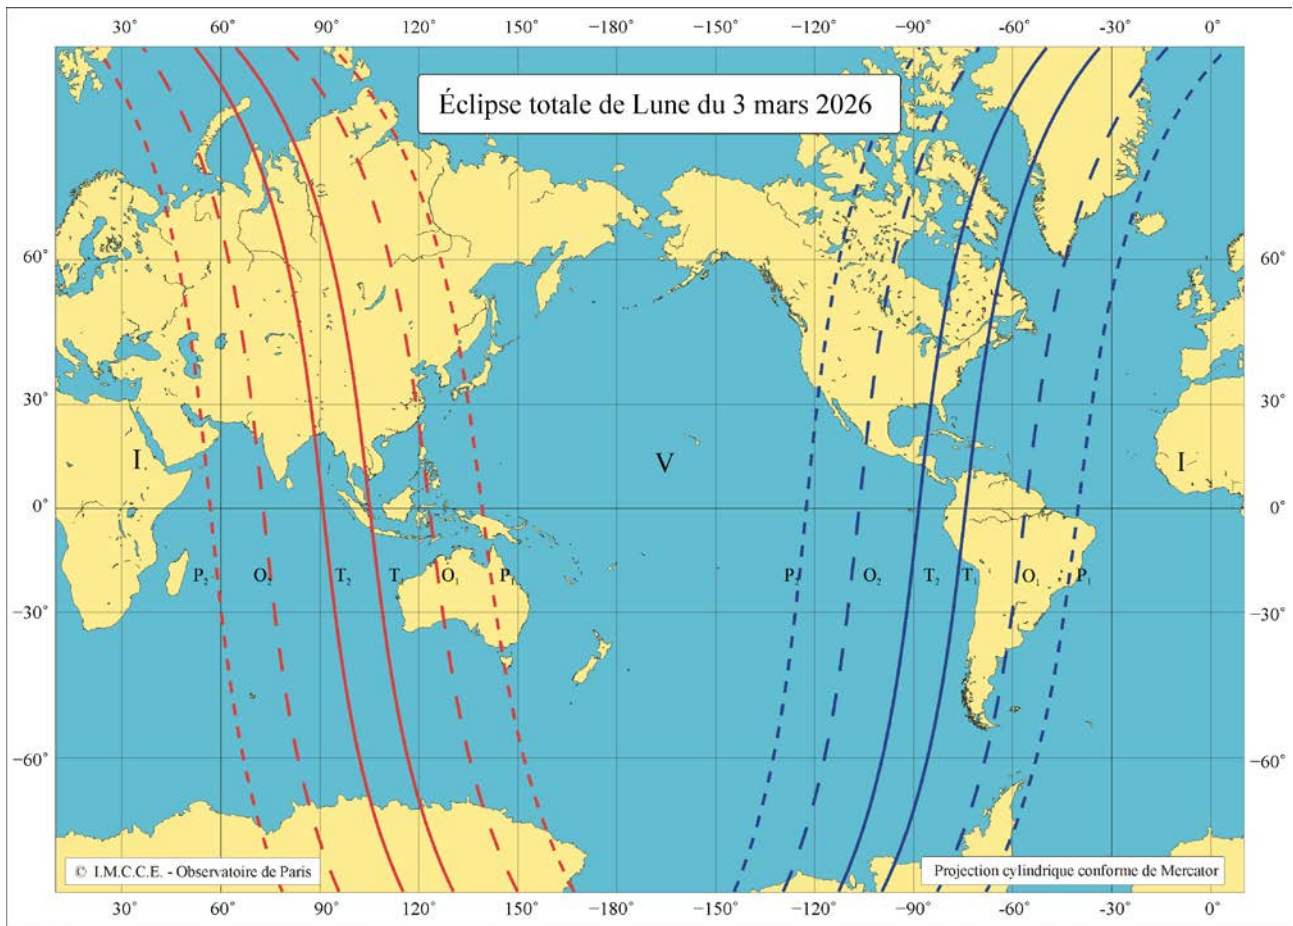 30° 60° 90° 120° 150° −180° −150° −120° −90° −60° -30° 0°
Éclipse totale de Lune du 3 mars 2026
60° 60°
30° 30°
I V I
0° 0°
P₂ O₂ T₂ T₁ O₁ P₁ P₂ O₂ T₂ T₁ O₁ P₁
−30° −30°
−60° −60°
© I.M.C.C.E. - Observatoire de Paris Projection cylindrique conforme de Mercator
30° 60° 90° 120° 150° −180° −150° −120° −90° −60° −30° 0°